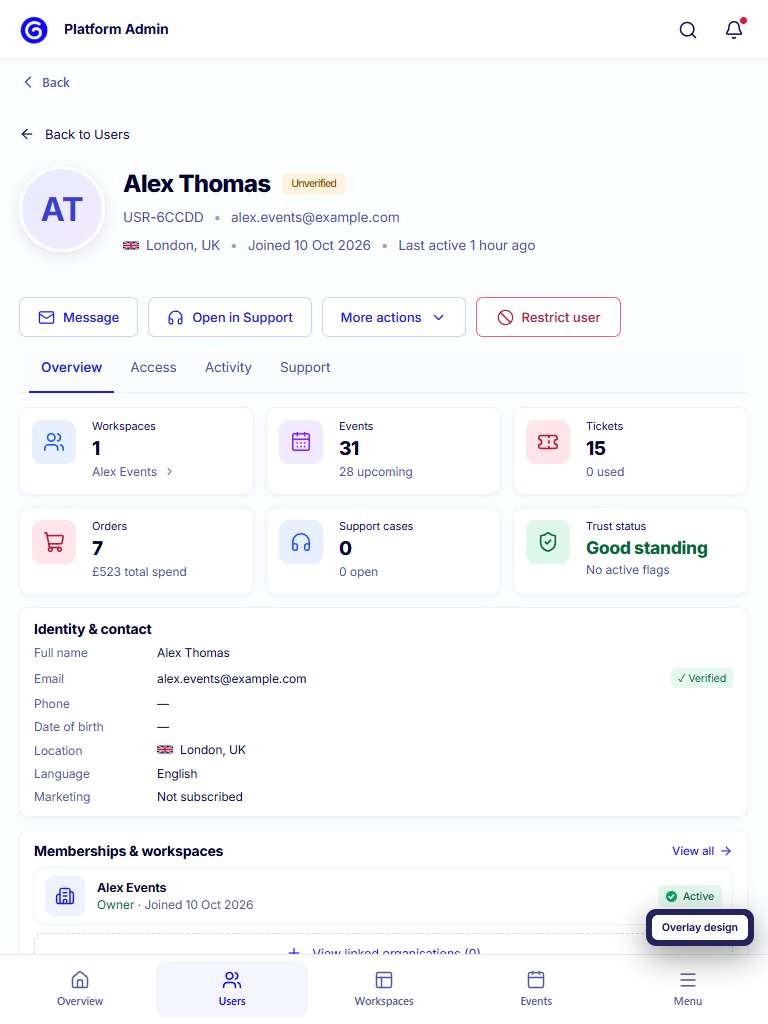 Platform Admin
Back
Back to Users
AT
Alex Thomas Unverified
USR-6CCDD • alex.events@example.com
London, UK • Joined 10 Oct 2026 • Last active 1 hour ago
Message Open in Support More actions Restrict user
Overview Access Activity Support
Workspaces
1
Alex Events
Events
31
28 upcoming
Tickets
15
0 used
Orders
7
£523 total spend
Support cases
0
0 open
Trust status
Good standing
No active flags
Identity & contact
Full name Alex Thomas
Email alex.events@example.com ✓ Verified
Phone —
Date of birth —
Location London, UK
Language English
Marketing Not subscribed
Memberships & workspaces View all
Alex Events
Owner · Joined 10 Oct 2026
Active
Overlay design
View linked organisations (0)
Overview Users Workspaces Events Menu